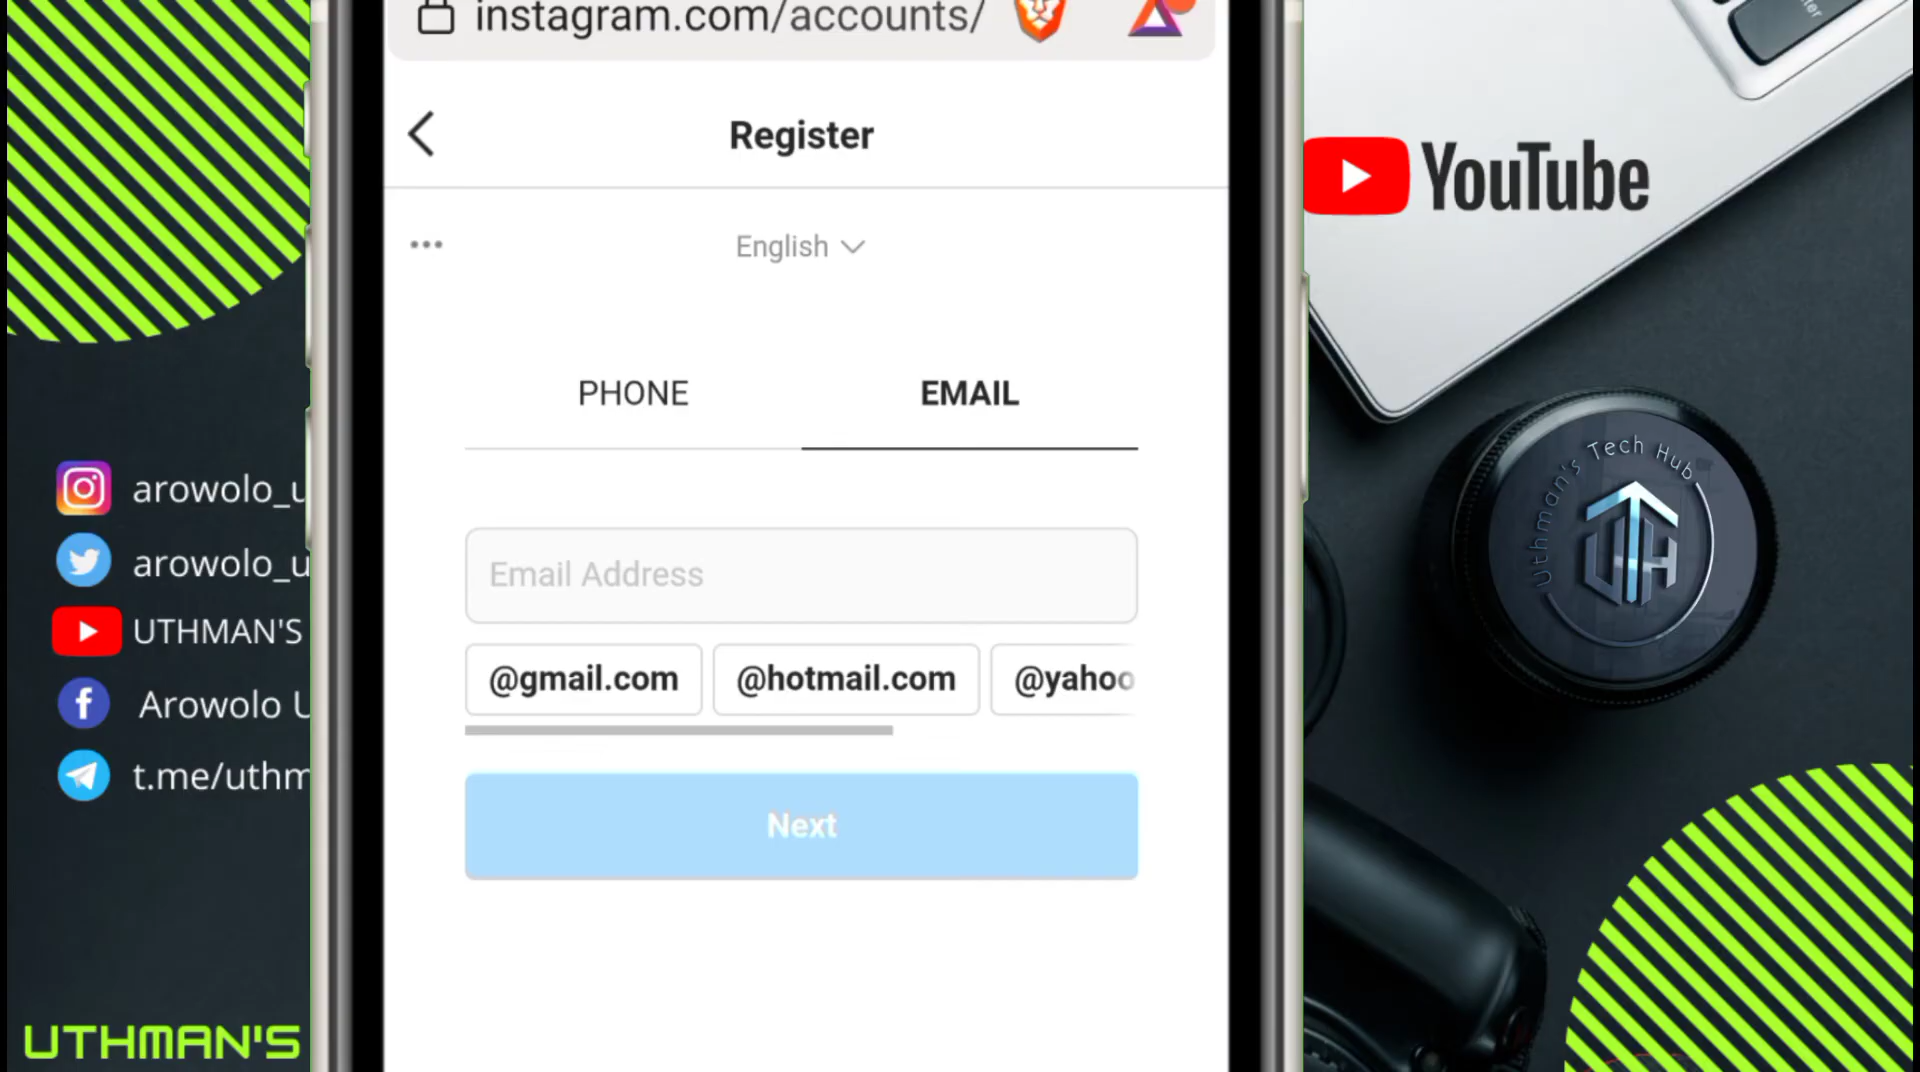 instagram.com/accounts/
Register
English
PHONE
EMAIL
Email Address
@gmail.com
@hotmail.com
@yahoo
Next
arowolo_u
arowolo_u
UTHMAN'S
Arowolo U
t.me/uthm
UTHMAN'S
YouTube
Uthman's Tech Hub
UTH